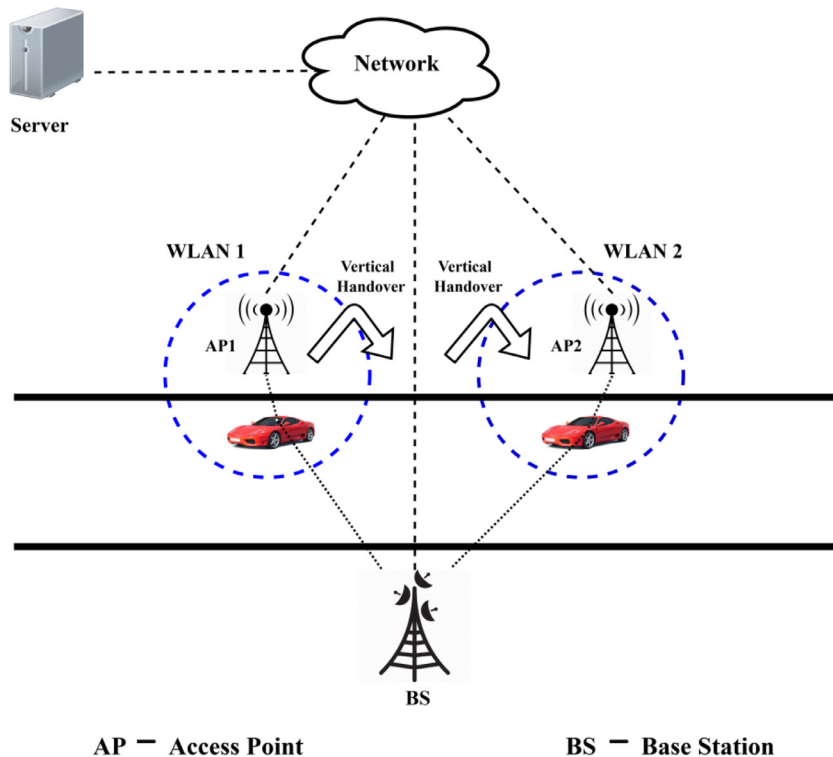 Network
Server
WLAN 1
WLAN 2
Vertical
Handover
Vertical
Handover
AP1
AP2
BS
AP – Access Point
BS – Base Station